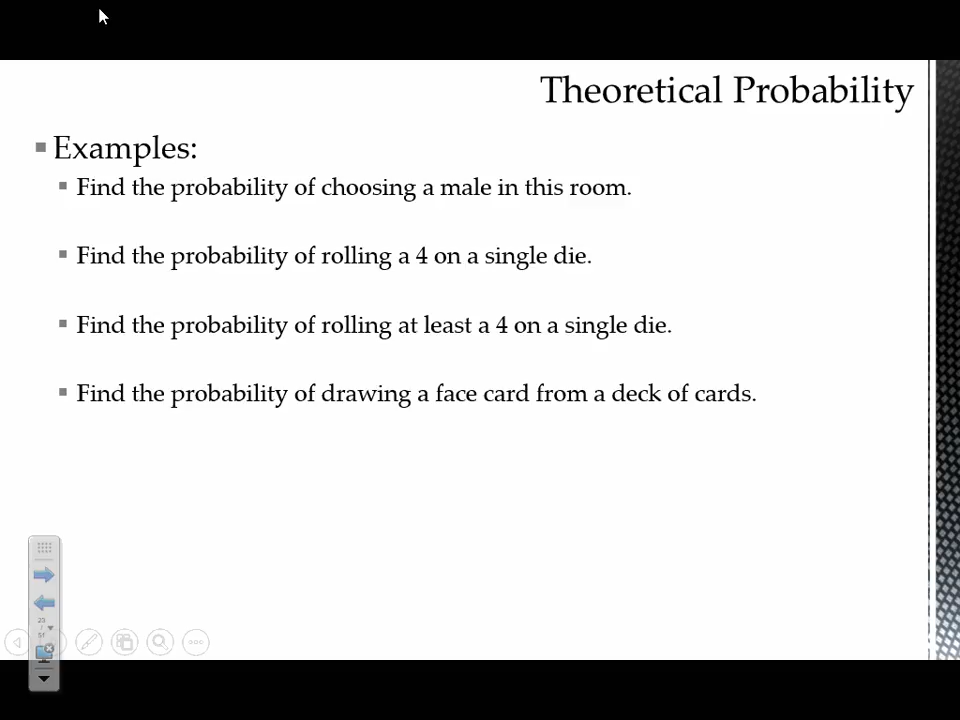 Theoretical Probability
Examples:
Find the probability of choosing a male in this room.
Find the probability of rolling a 4 on a single die.
Find the probability of rolling at least a 4 on a single die.
Find the probability of drawing a face card from a deck of cards.
23
/
51